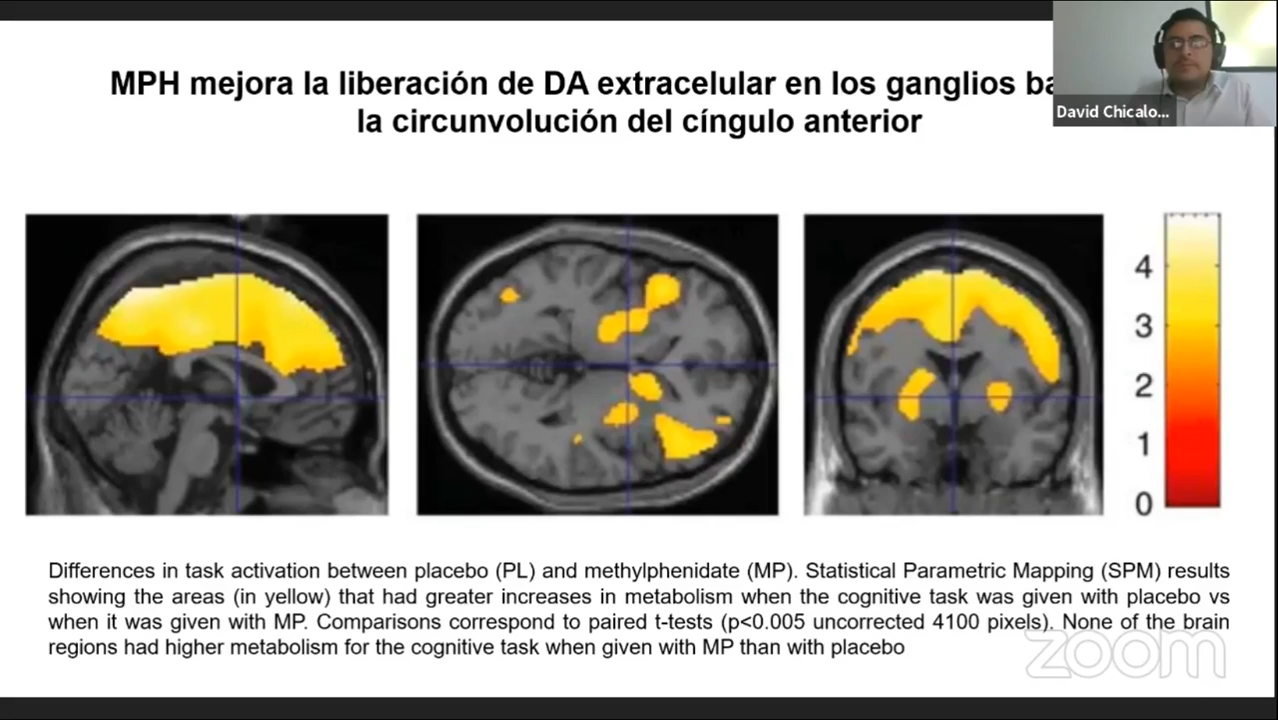 MPH mejora la liberación de DA extracelular en los ganglios
la circunvolución del cíngulo anterior
David Chicalo...
4
3
2
1
0
Differences in task activation between placebo (PL) and methylphenidate (MP). Statistical Parametric Mapping (SPM) results
showing the areas (in yellow) that had greater increases in metabolism when the cognitive task was given with placebo vs
when it was given with MP. Comparisons correspond to paired t-tests (p<0.005 uncorrected 4100 pixels). None of the brain
regions had higher metabolism for the cognitive task when given with MP than with placebo
zoom